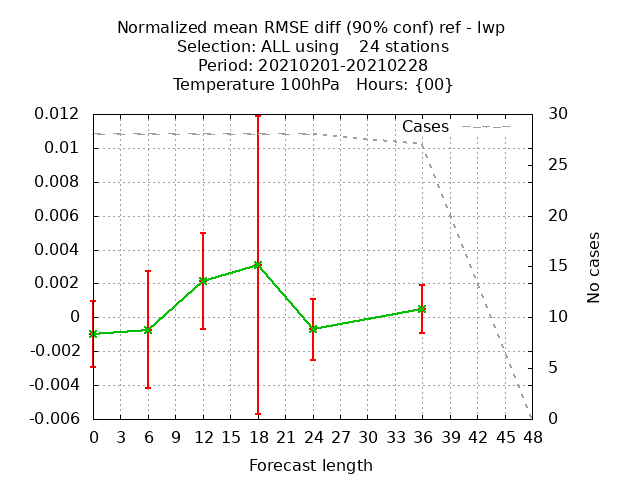 Normalized mean RMSE diff (90% conf) ref - lwp
Selection: ALL using    24 stations
Period: 20210201-20210228
Temperature 100hPa   Hours: {00}
Cases
0.012
0.01
0.008
0.006
0.004
0.002
0
-0.002
-0.004
-0.006
30
25
20
15
10
5
0
No cases
0 3 6 9 12 15 18 21 24 27 30 33 36 39 42 45 48
Forecast length